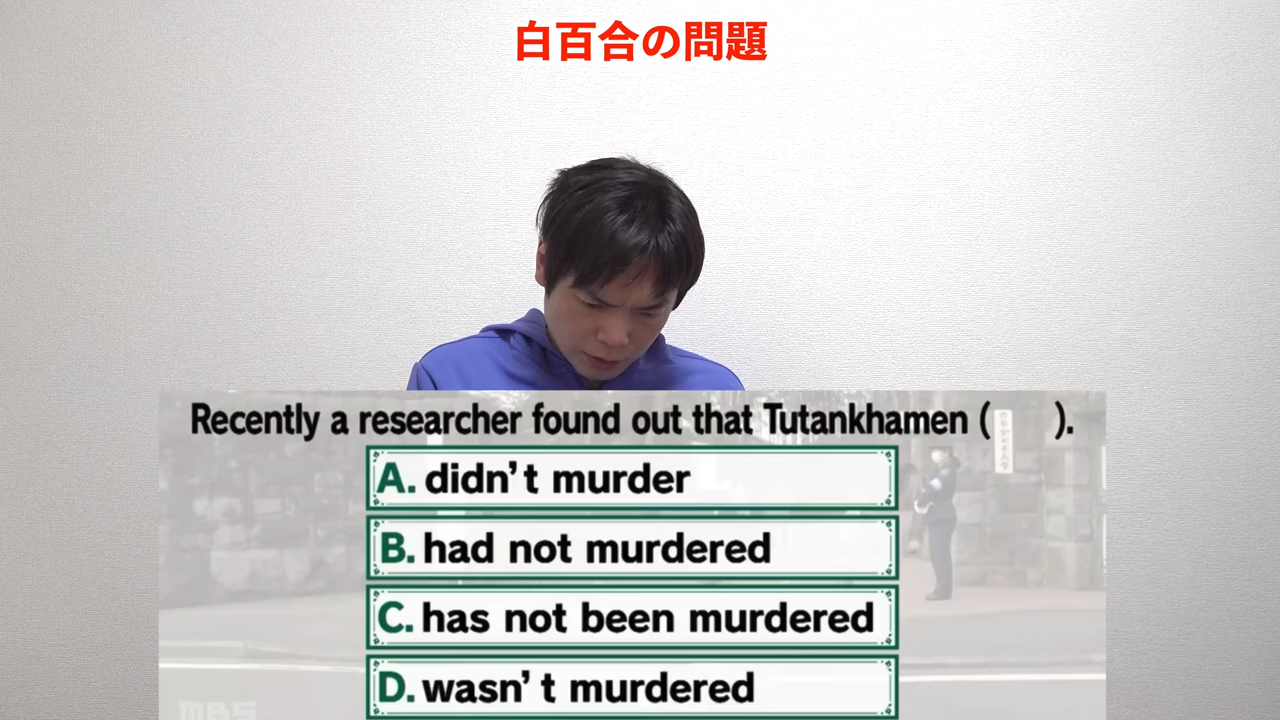 白百合の問題
Recently a researcher found out that Tutankhamen (   ).
A. didn't murder
B. had not murdered
C. has not been murdered
D. wasn't murdered
MBS